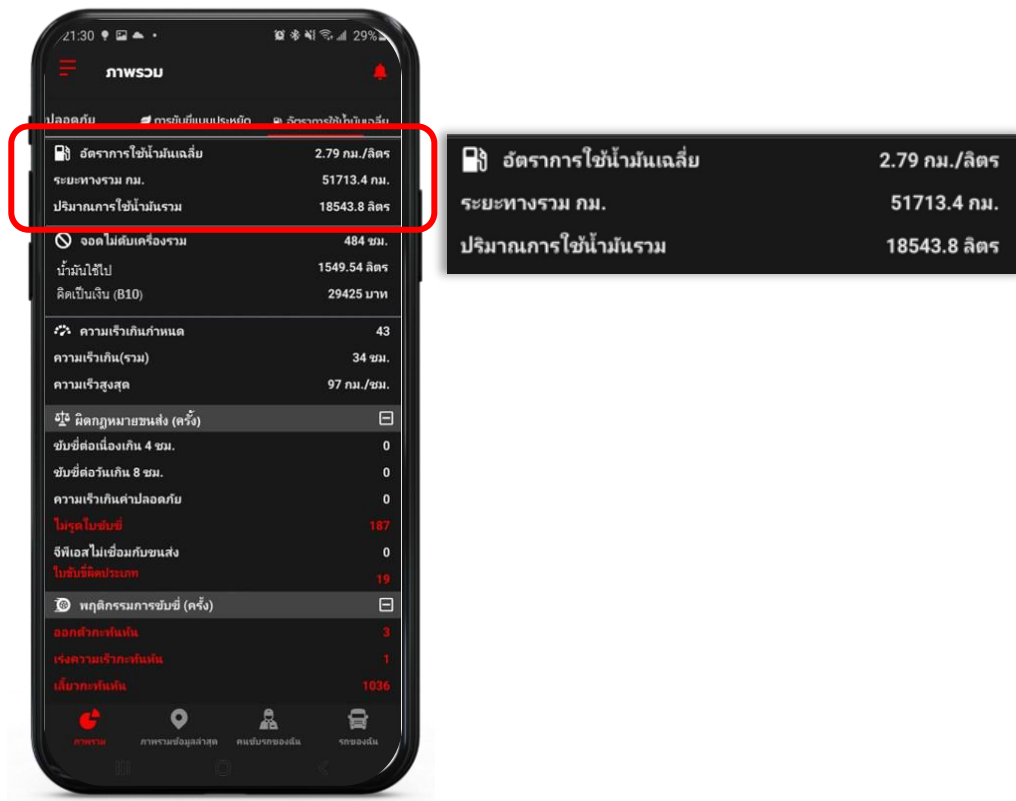 21:30
29%
ภาพรวม
ปลอดภัย การขับขี่แบบประหยัด อัตราการใช้น้ำมันเฉลี่ย
อัตราการใช้น้ำมันเฉลี่ย 2.79 กม./ลิตร
ระยะทางรวม กม. 51713.4 กม.
ปริมาณการใช้น้ำมันรวม 18543.8 ลิตร
จอดไม่ดับเครื่องรวม 484 ชม.
น้ำมันใช้ไป 1549.54 ลิตร
คิดเป็นเงิน (B10) 29425 บาท
ความเร็วเกินกำหนด 43
ความเร็วเกิน(รวม) 34 ชม.
ความเร็วสูงสุด 97 กม./ชม.
ผิดกฎหมายขนส่ง (ครั้ง)
ขับขี่ต่อเนื่องเกิน 4 ชม. 0
ขับขี่ต่อวันเกิน 8 ชม. 0
ความเร็วเกินค่าปลอดภัย 0
ไม่รูดใบขับขี่ 187
จีพีเอสไม่เชื่อมกับขนส่ง 0
ใบขับขี่ผิดประเภท 19
พฤติกรรมการขับขี่ (ครั้ง)
ออกตัวกะทันหัน 3
เร่งความเร็วกะทันหัน 1
เลี้ยวกะทันหัน 1036
ภาพรวม ภาพรวมข้อมูลล่าสุด คนขับรถของฉัน รถของฉัน
อัตราการใช้น้ำมันเฉลี่ย 2.79 กม./ลิตร
ระยะทางรวม กม. 51713.4 กม.
ปริมาณการใช้น้ำมันรวม 18543.8 ลิตร